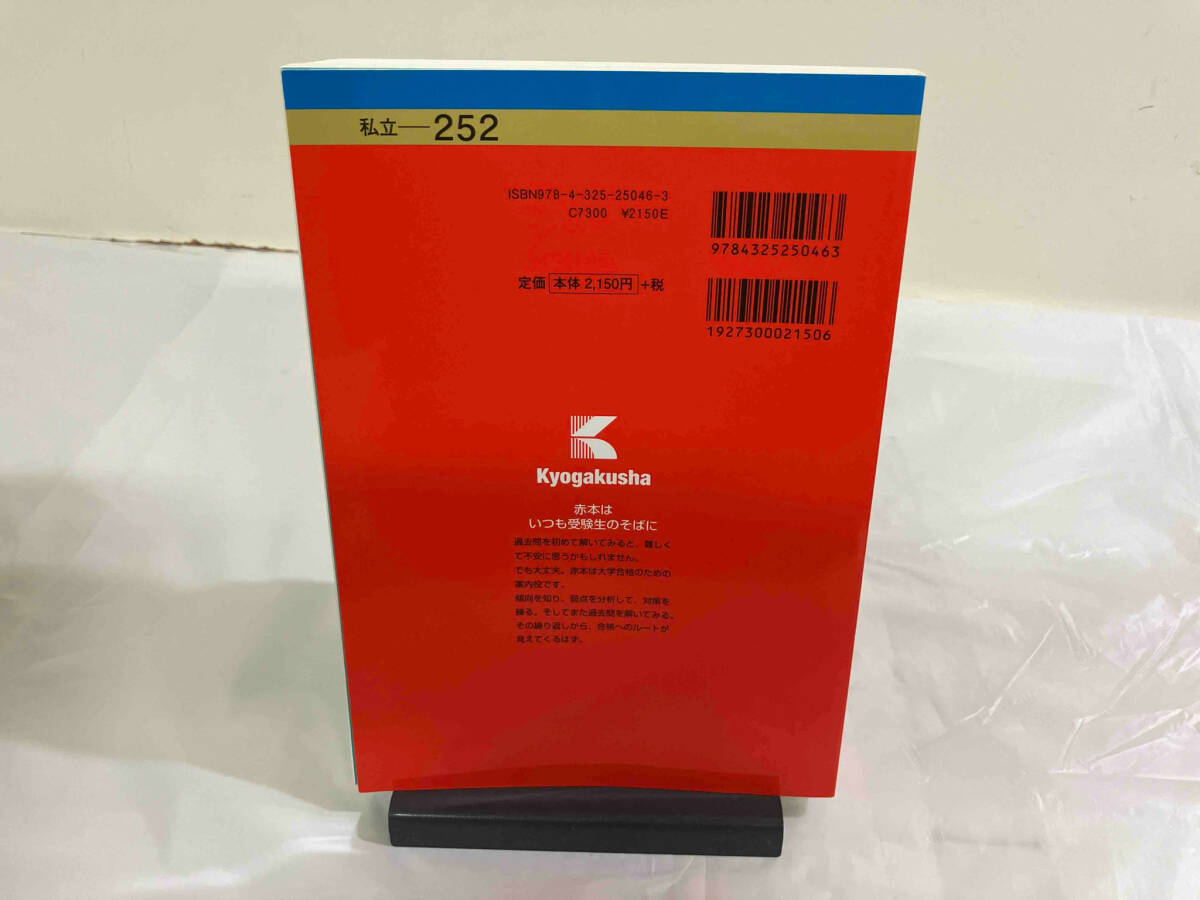 私立―252
ISBN978-4-325-25046-3
C7300 ¥2150E
9784325250463
定価 本体 2,150円 +税
1927300021506
Kyogakusha
赤本は
いつも受験生のそばに
過去問を初めて解いてみると、難しく
て不安に思うかもしれません。
でも大丈夫。赤本は大学合格のための
案内役です。
傾向を知り、弱点を分析して、対策を
練る。そしてまた過去問を解いてみる。
その繰り返しから、合格へのルートが
見えてくるはず。